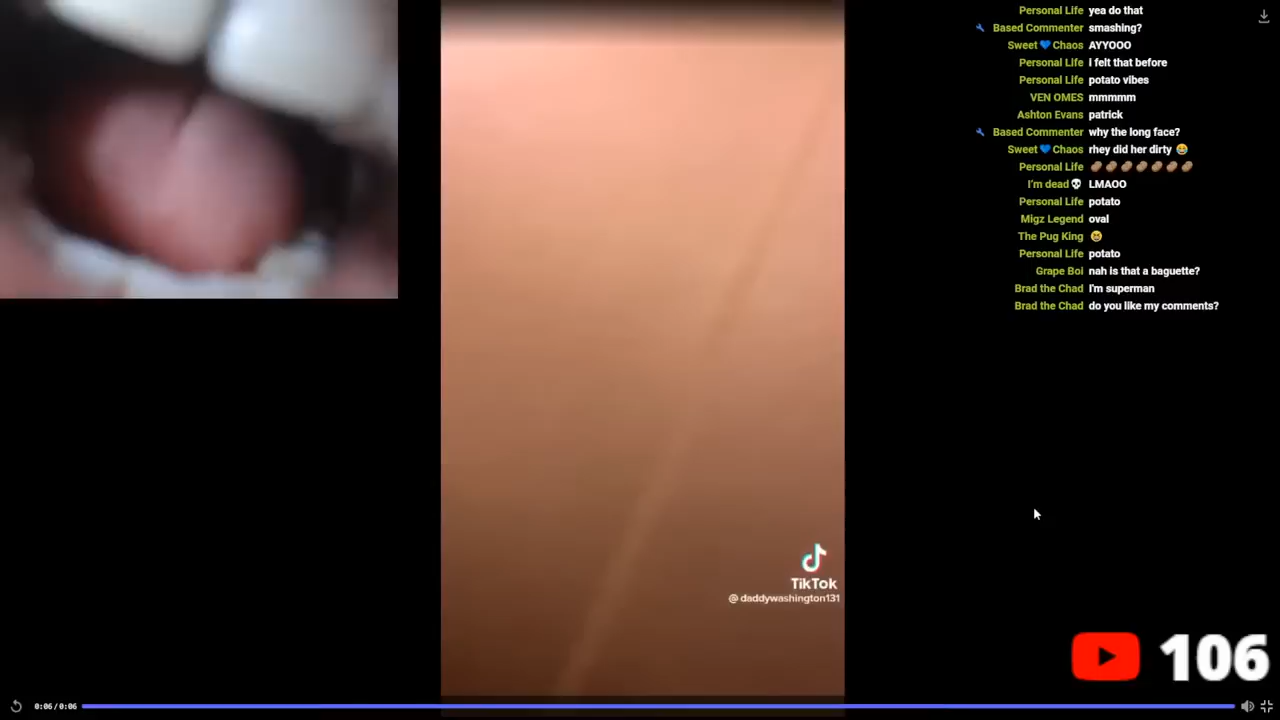 Personal Life yea do that
Based Commenter smashing?
Sweet💙Chaos AYYOOO
Personal Life i felt that before
Personal Life potato vibes
VEN OMES mmmmm
Ashton Evans patrick
Based Commenter why the long face?
Sweet💙Chaos rhey did her dirty 😂
Personal Life 🥔🥔🥔🥔🥔🥔🥔
I'm dead💀 LMAOO
Personal Life potato
Migz Legend oval
The Pug King 😆
Personal Life potato
Grape Boi nah is that a baguette?
Brad the Chad I'm superman
Brad the Chad do you like my comments?
TikTok
@ daddywashington131
106
0:06 / 0:06